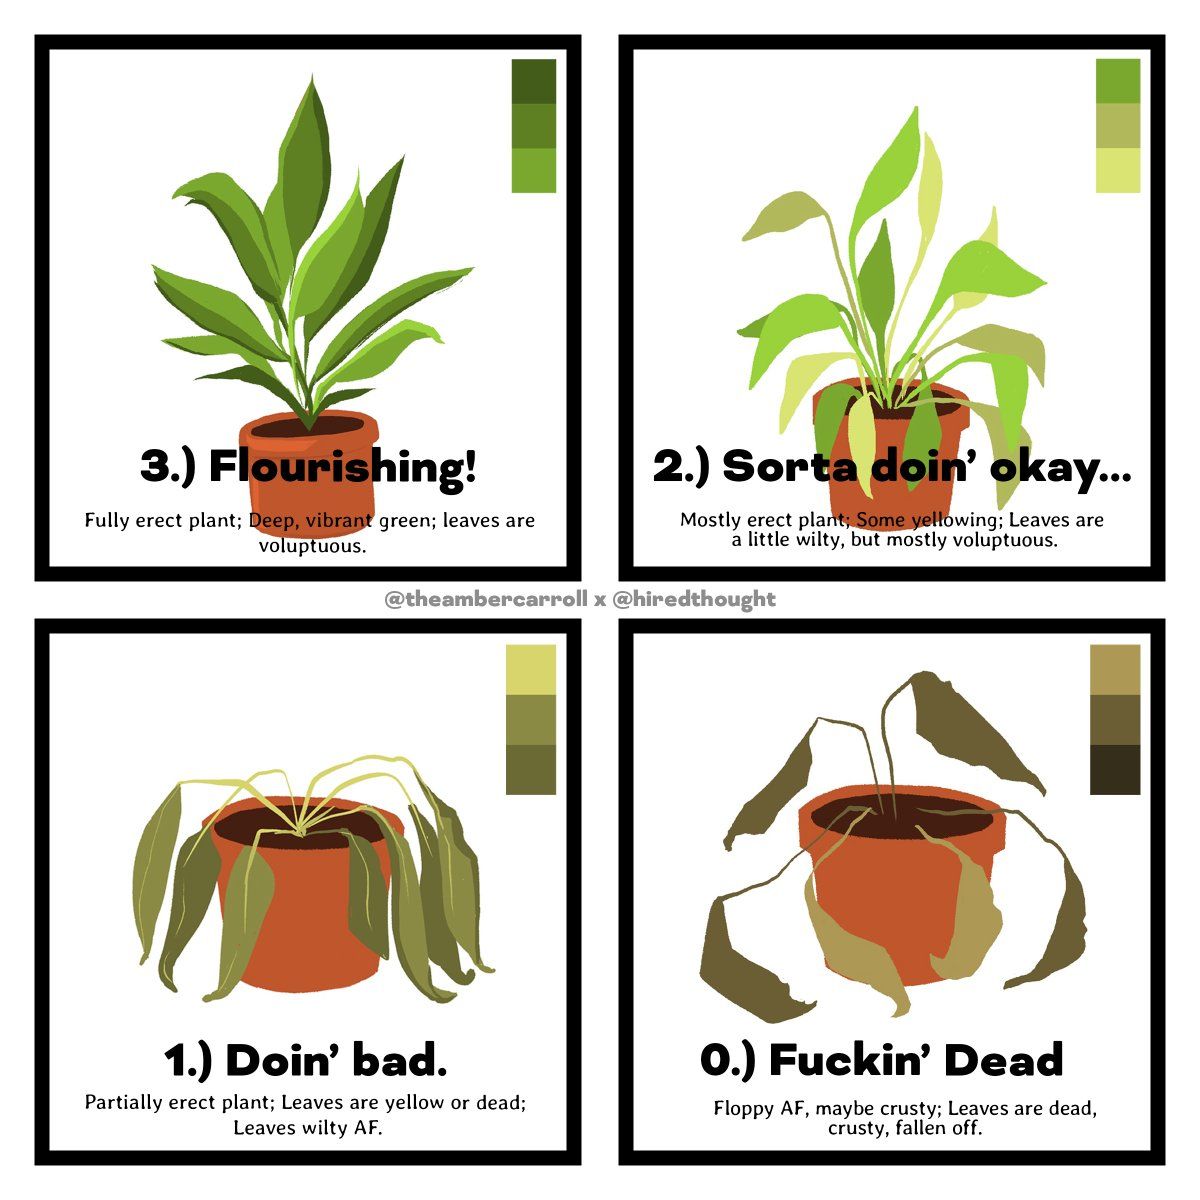 3.) Flourishing!
Fully erect plant; Deep, vibrant green; leaves are
voluptuous.
2.) Sorta doin’ okay...
Mostly erect plant; Some yellowing; Leaves are
a little wilty, but mostly voluptuous.
@theambercarroll x @hiredthought
1.) Doin’ bad.
Partially erect plant; Leaves are yellow or dead;
Leaves wilty AF.
0.) Fuckin’ Dead
Floppy AF, maybe crusty; Leaves are dead,
crusty, fallen off.